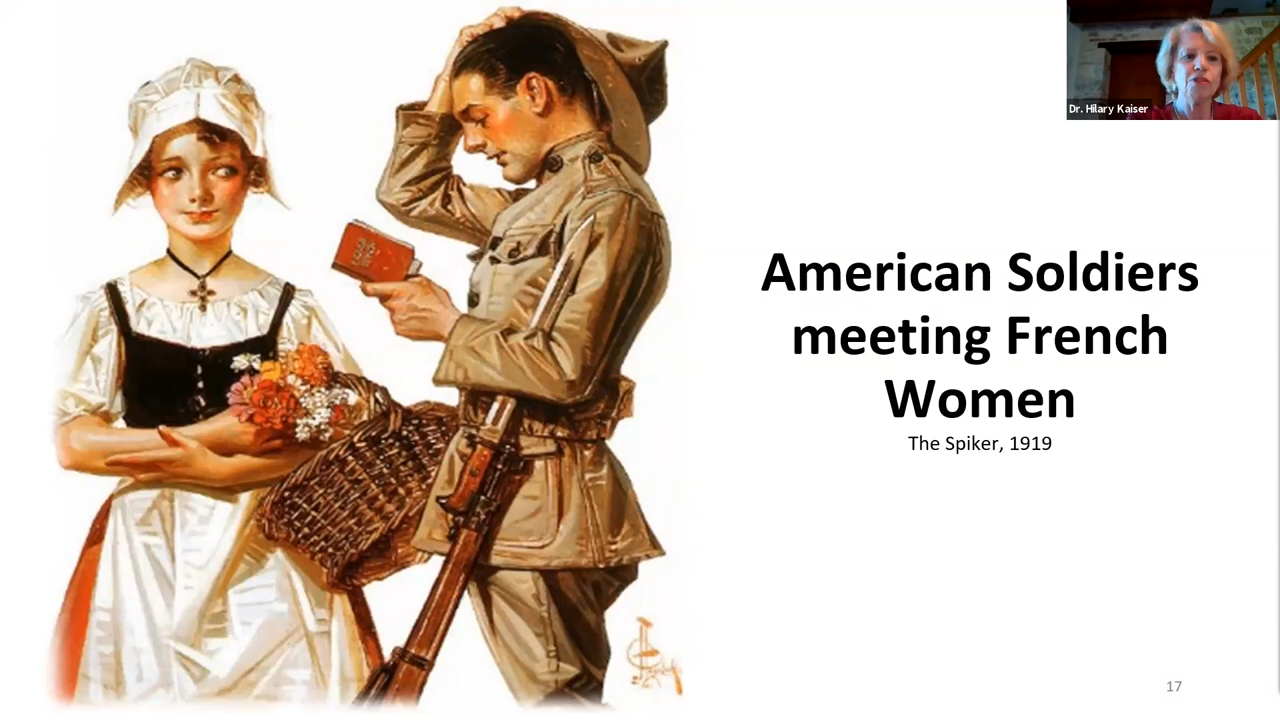 Dr. Hilary Kaiser
American Soldiers
meeting French
Women
The Spiker, 1919
17